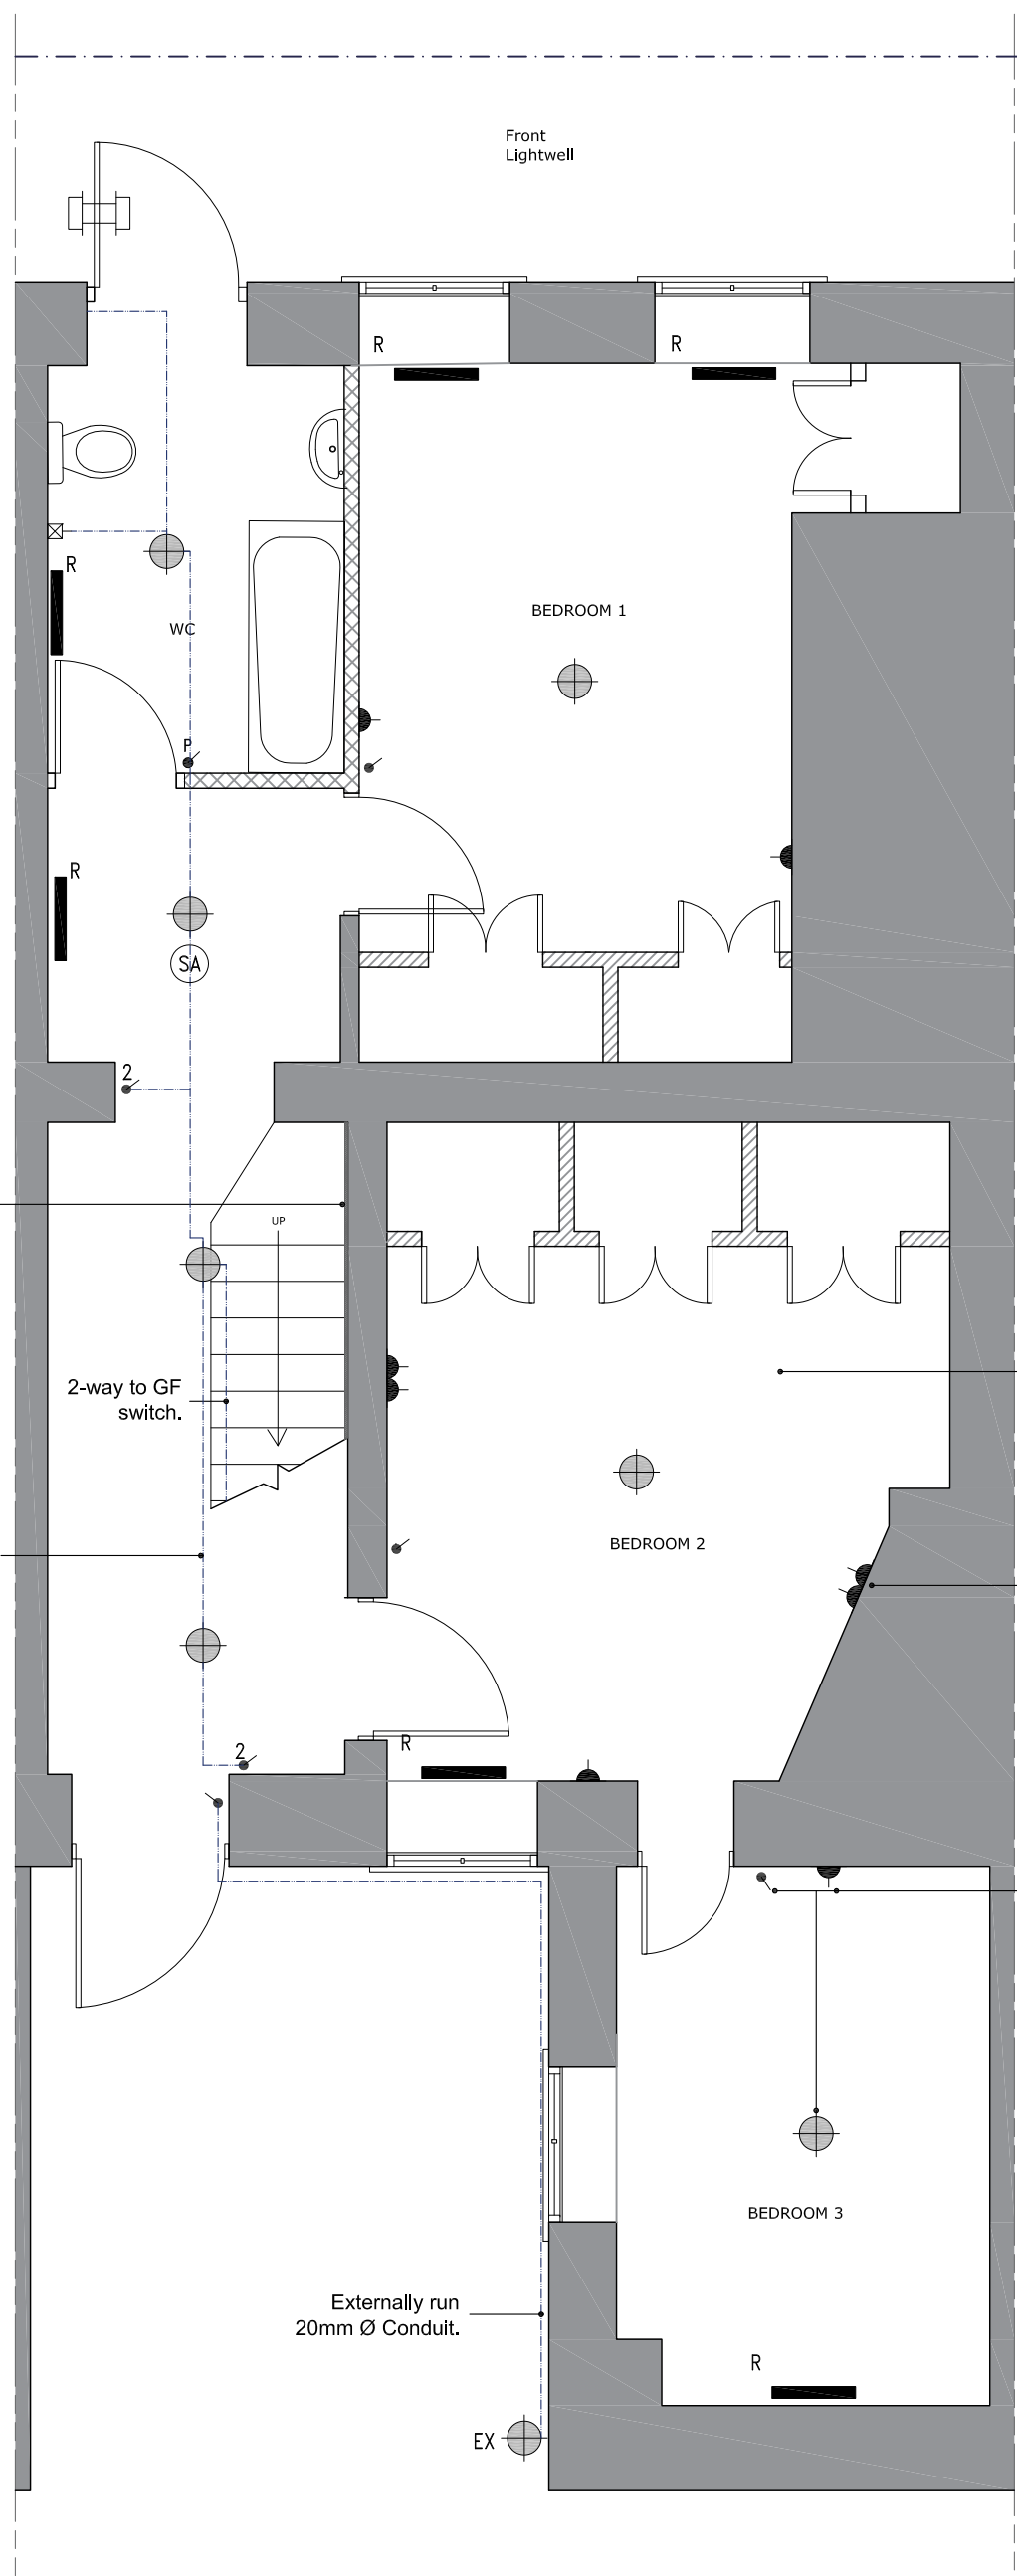 Front
Lightwell
R
R
R
BEDROOM 1
WC
P
R
SA
2
UP
2-way to GF
switch.
BEDROOM 2
R
2
BEDROOM 3
Externally run
20mm Ø Conduit.
R
EX